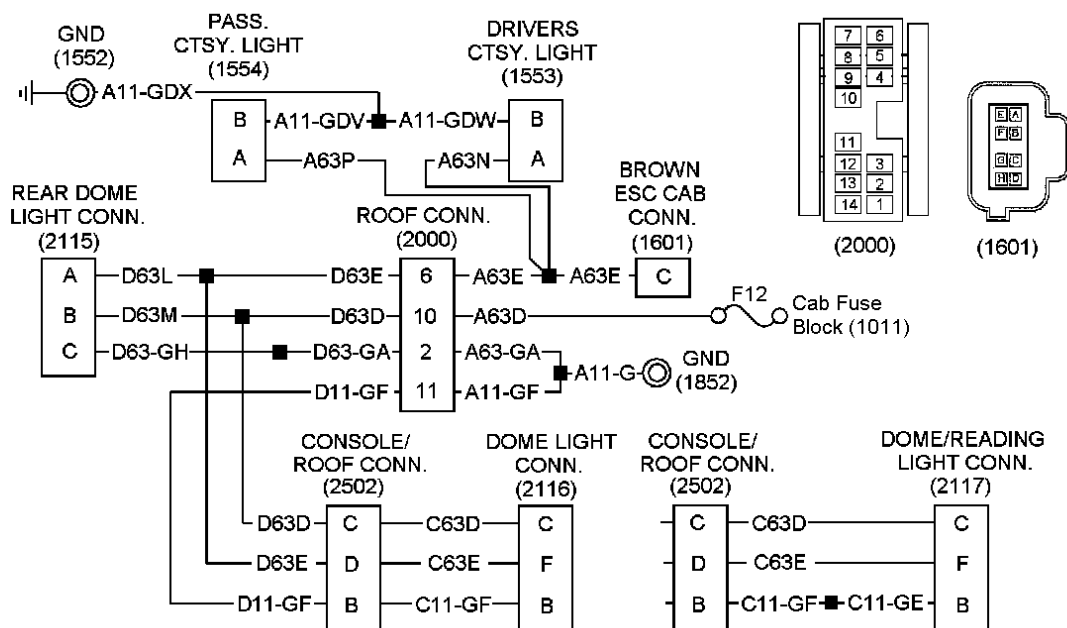 GND
(1552)
PASS.
CTSY. LIGHT
(1554)
DRIVERS
CTSY. LIGHT
(1553)
A11-GDX
B A11-GDV A11-GDW B
A A63P A63N A
7 6
8 5
9 4
10
11
12 3
13 2
14 1
(2000)
E A
F B
G C
H D
(1601)
REAR DOME
LIGHT CONN.
(2115)
ROOF CONN.
(2000)
BROWN
ESC CAB
CONN.
(1601)
A D63L D63E 6 A63E A63E C
B D63M D63D 10 A63D F12 Cab Fuse
Block (1011)
C D63-GH D63-GA 2 A63-GA
D11-GF 11 A11-GF
A11-G
GND
(1852)
CONSOLE/
ROOF CONN.
(2502)
DOME LIGHT
CONN.
(2116)
CONSOLE/
ROOF CONN.
(2502)
DOME/READING
LIGHT CONN.
(2117)
D63D C C63D C
D63E D C63E F
D11-GF B C11-GF B
C C63D C
D C63E F
B C11-GF C11-GE B